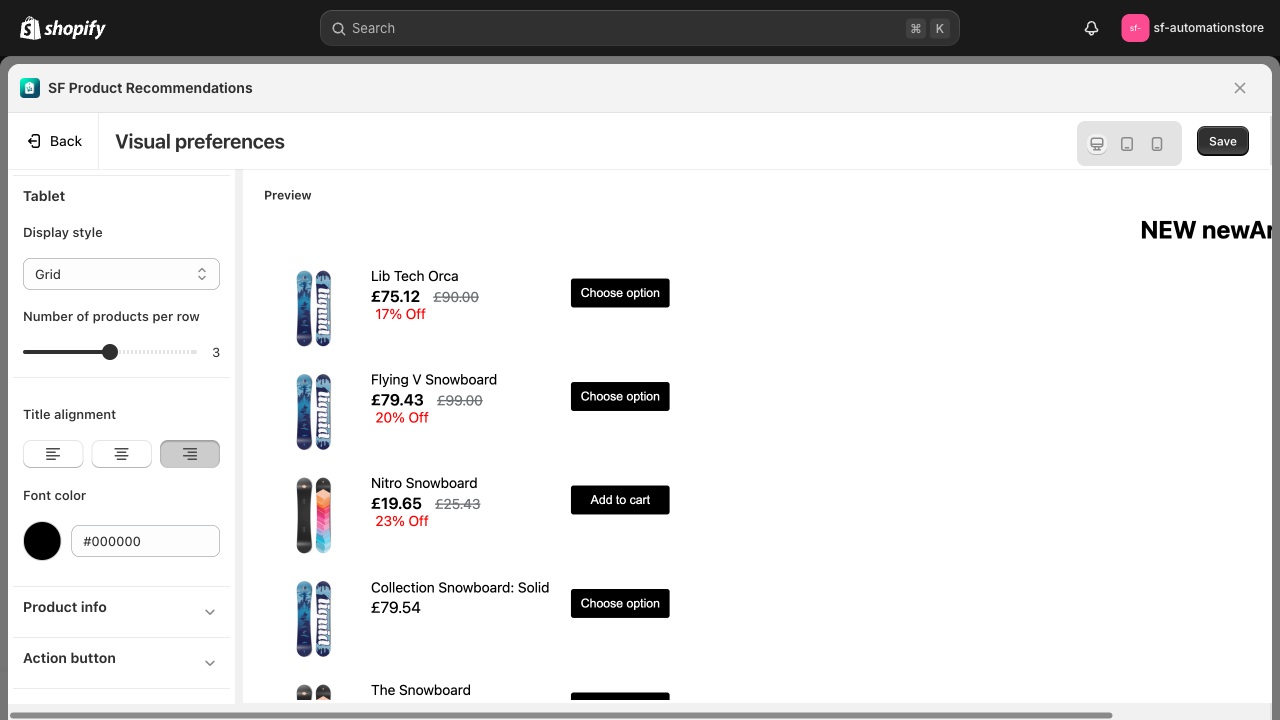 shopify
Search
⌘ K
sf-
sf-automationstore
SF Product Recommendations
Back
Visual preferences
Save
Tablet
Display style
Grid
Number of products per row
3
Title alignment
Font color
#000000
Product info
Action button
Preview
NEW newAr
Lib Tech Orca
£75.12 £90.00
17% Off
Choose option
Flying V Snowboard
£79.43 £99.00
20% Off
Choose option
Nitro Snowboard
£19.65 £25.43
23% Off
Add to cart
Collection Snowboard: Solid
£79.54
Choose option
The Snowboard